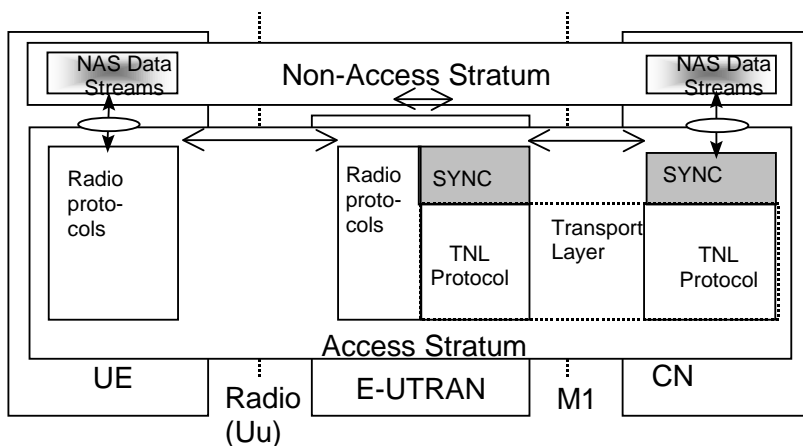 NAS Data
Streams
Non-Access Stratum
NAS Data
Streams
Radio
proto-
cols
Radio
proto-
cols
SYNC
TNL
Protocol
Transport
Layer
SYNC
TNL
Protocol
Access Stratum
UE
Radio
(Uu)
E-UTRAN
M1
CN